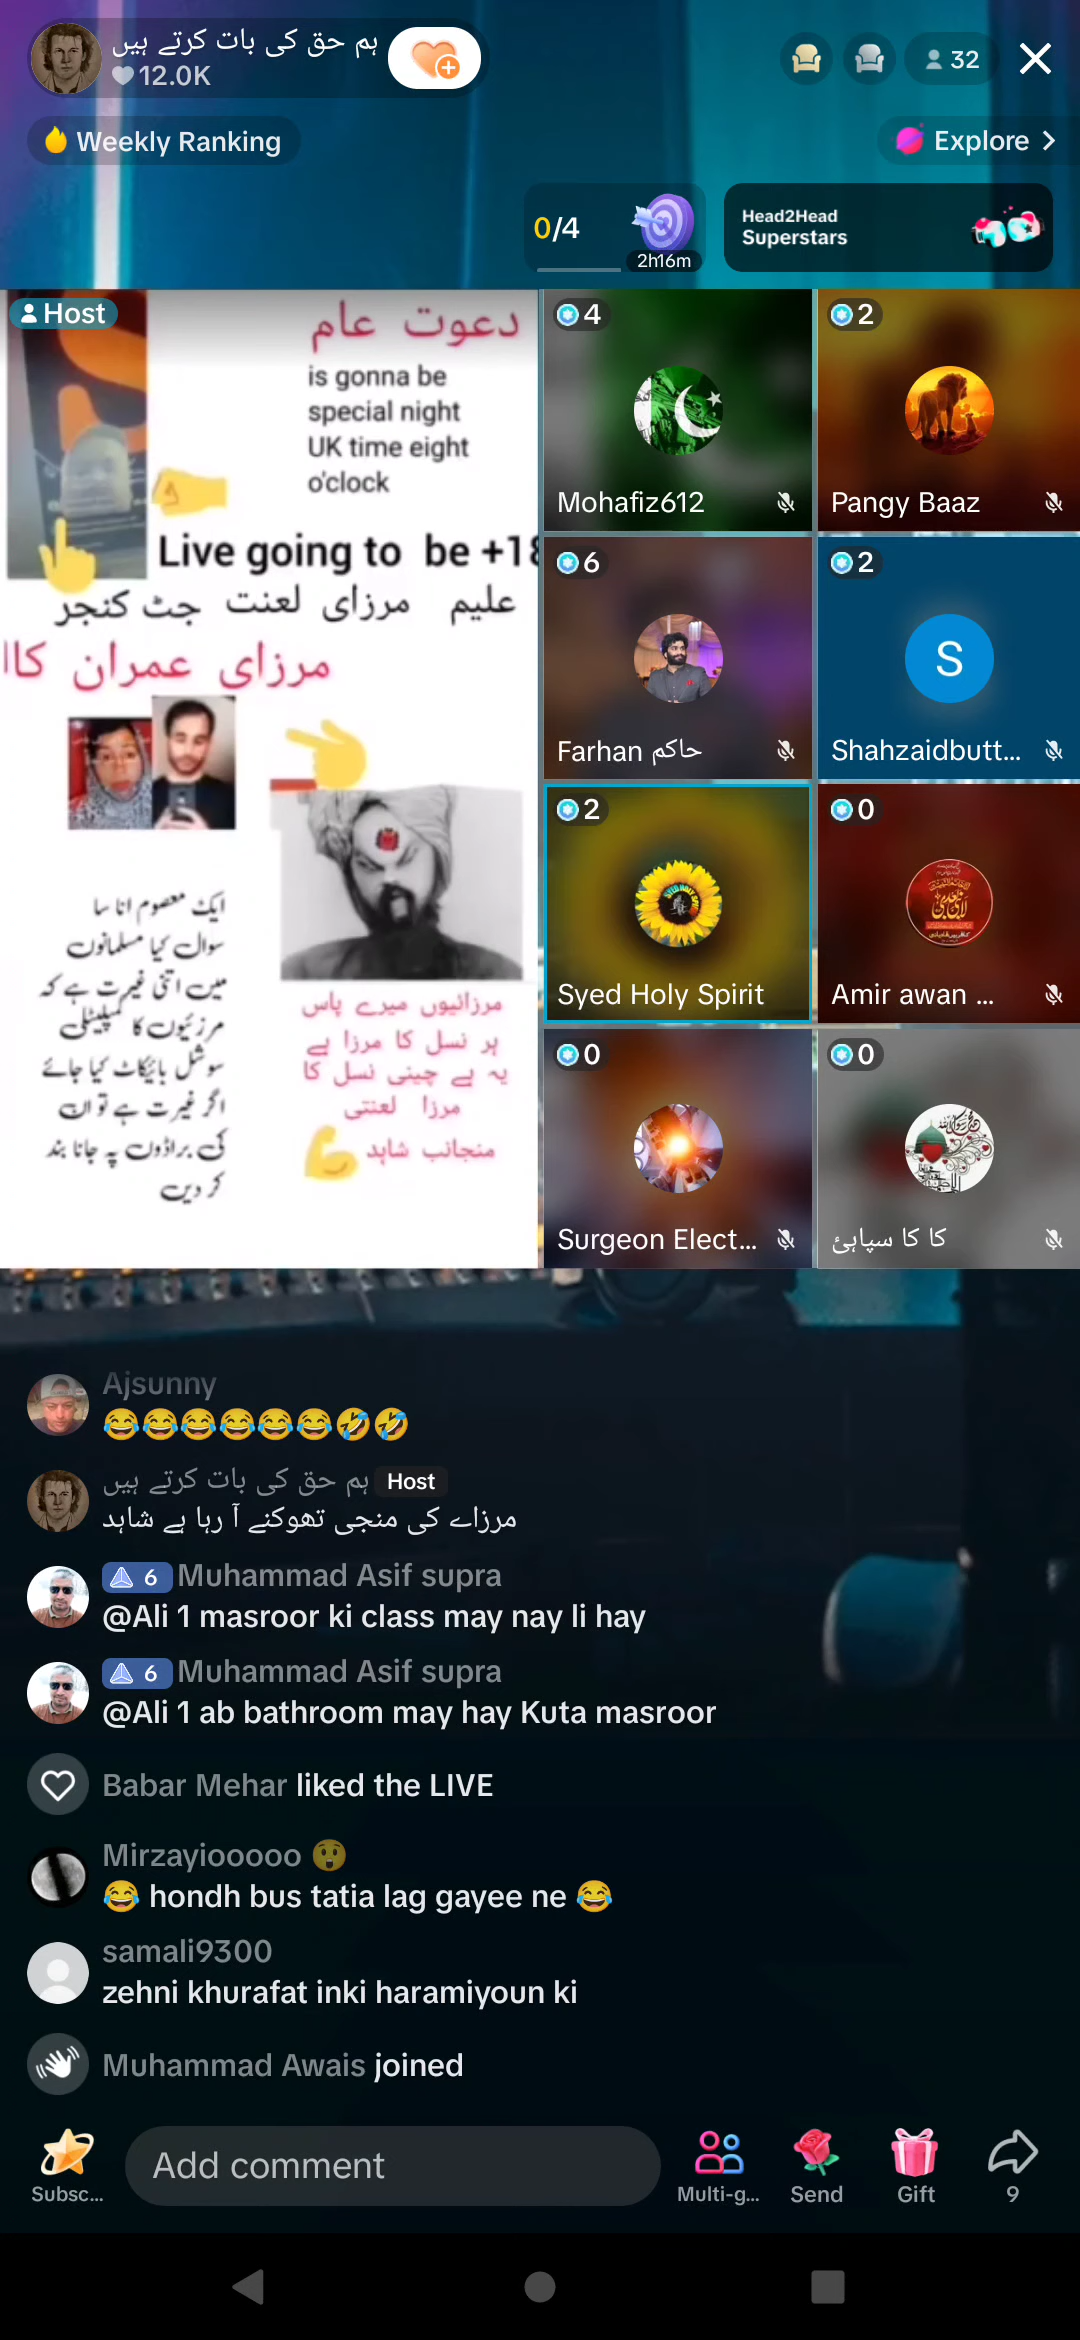 ہم حق کی بات کرتے ہیں
12.0K
32
Weekly Ranking
Explore
0/4
2h16m
Head2Head
Superstars
Host
دعوت عام
is gonna be
special night
UK time eight
o'clock
Live going to be +18
علیم مرزای لعنت جٹ کنجر
مرزای عمران کالا
ایک معصوم انا سا
سوال کیا مسلمانوں
میں اتنی غیرت ہے کہ
مرزئیوں کا کمپلیٹلی
سوشل بائیکاٹ کیا جائے
اگر غیرت ہے تو ان
کی براڈوں پہ جانا بند
کر دیں
مرزائیوں میرے پاس
ہر نسل کا مرزا ہے
یہ ہے چینی نسل کا
مرزا لعنتی
منجانب شاہد
4
Mohafiz612
2
Pangy Baaz
6
Farhan حاکم
2
Shahzaidbutt...
2
Syed Holy Spirit
0
Amir awan ...
0
Surgeon Elect...
0
کا کا سپاہئ
Ajsunny
😂😂😂😂😂😂🤣🤣
ہم حق کی بات کرتے ہیں Host
مرزاے کی منجی تھوکنے آ رہا ہے شاہد
6 Muhammad Asif supra
@Ali 1 masroor ki class may nay li hay
6 Muhammad Asif supra
@Ali 1 ab bathroom may hay Kuta masroor
Babar Mehar liked the LIVE
Mirzayiooooo 😲
😂 hondh bus tatia lag gayee ne 😂
samali9300
zehni khurafat inki haramiyoun ki
Muhammad Awais joined
Add comment
Subsc...
Multi-g...
Send
Gift
9